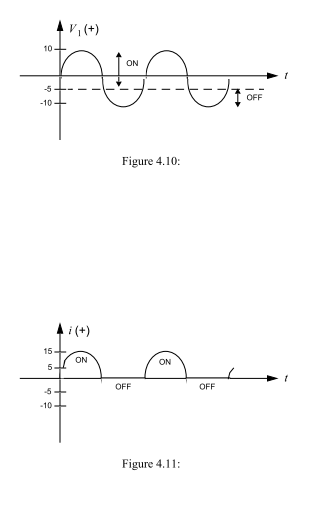 V1 (+)
10
ON
t
-5
-10
OFF
Figure 4.10:
i (+)
15
ON
ON
5
t
OFF
OFF
-5
-10
Figure 4.11: